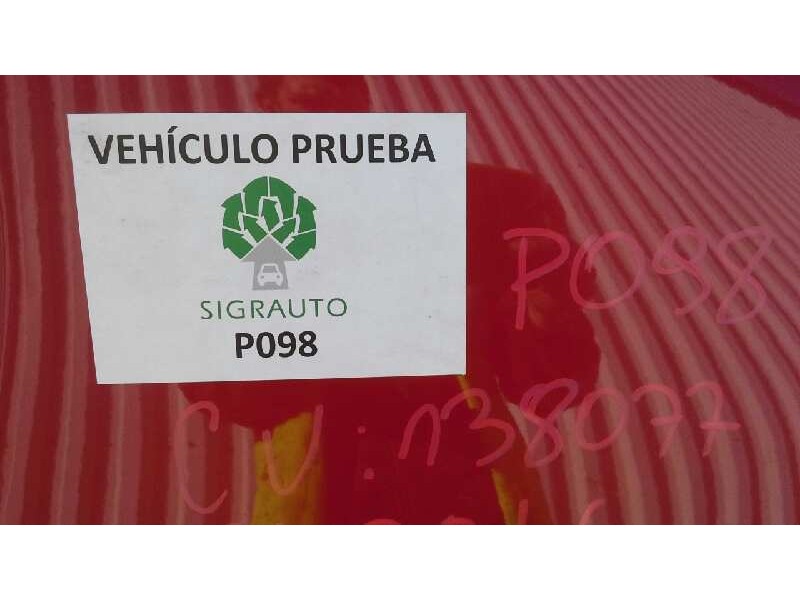 VEHÍCULO PRUEBA
SIGRAUTO
P098
P098
CV: 138077